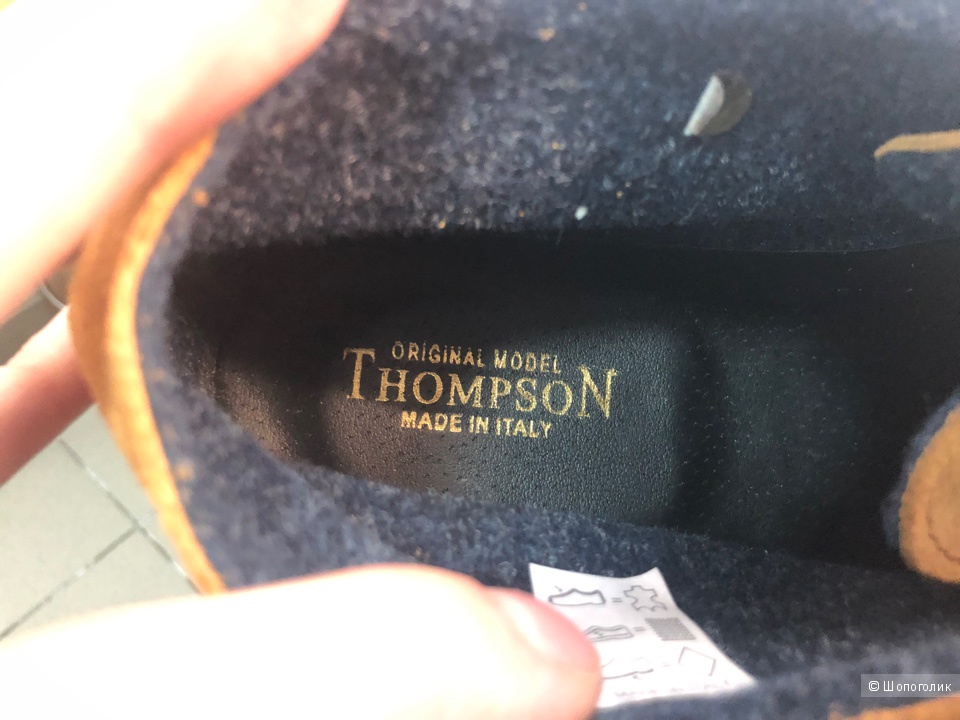 ORIGINAL MODEL
THOMPSON
MADE IN ITALY
© Шопоголик